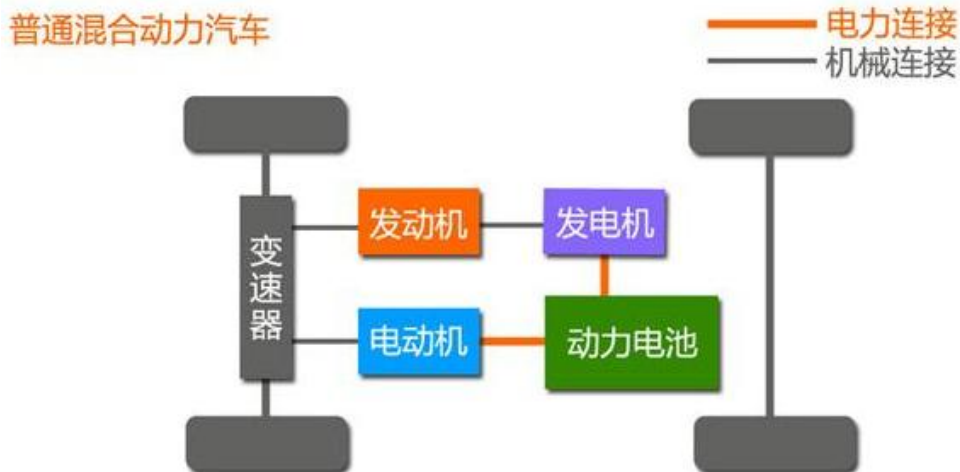 普通混合动力汽车
电力连接
机械连接
发动机
发电机
变速器
电动机
动力电池